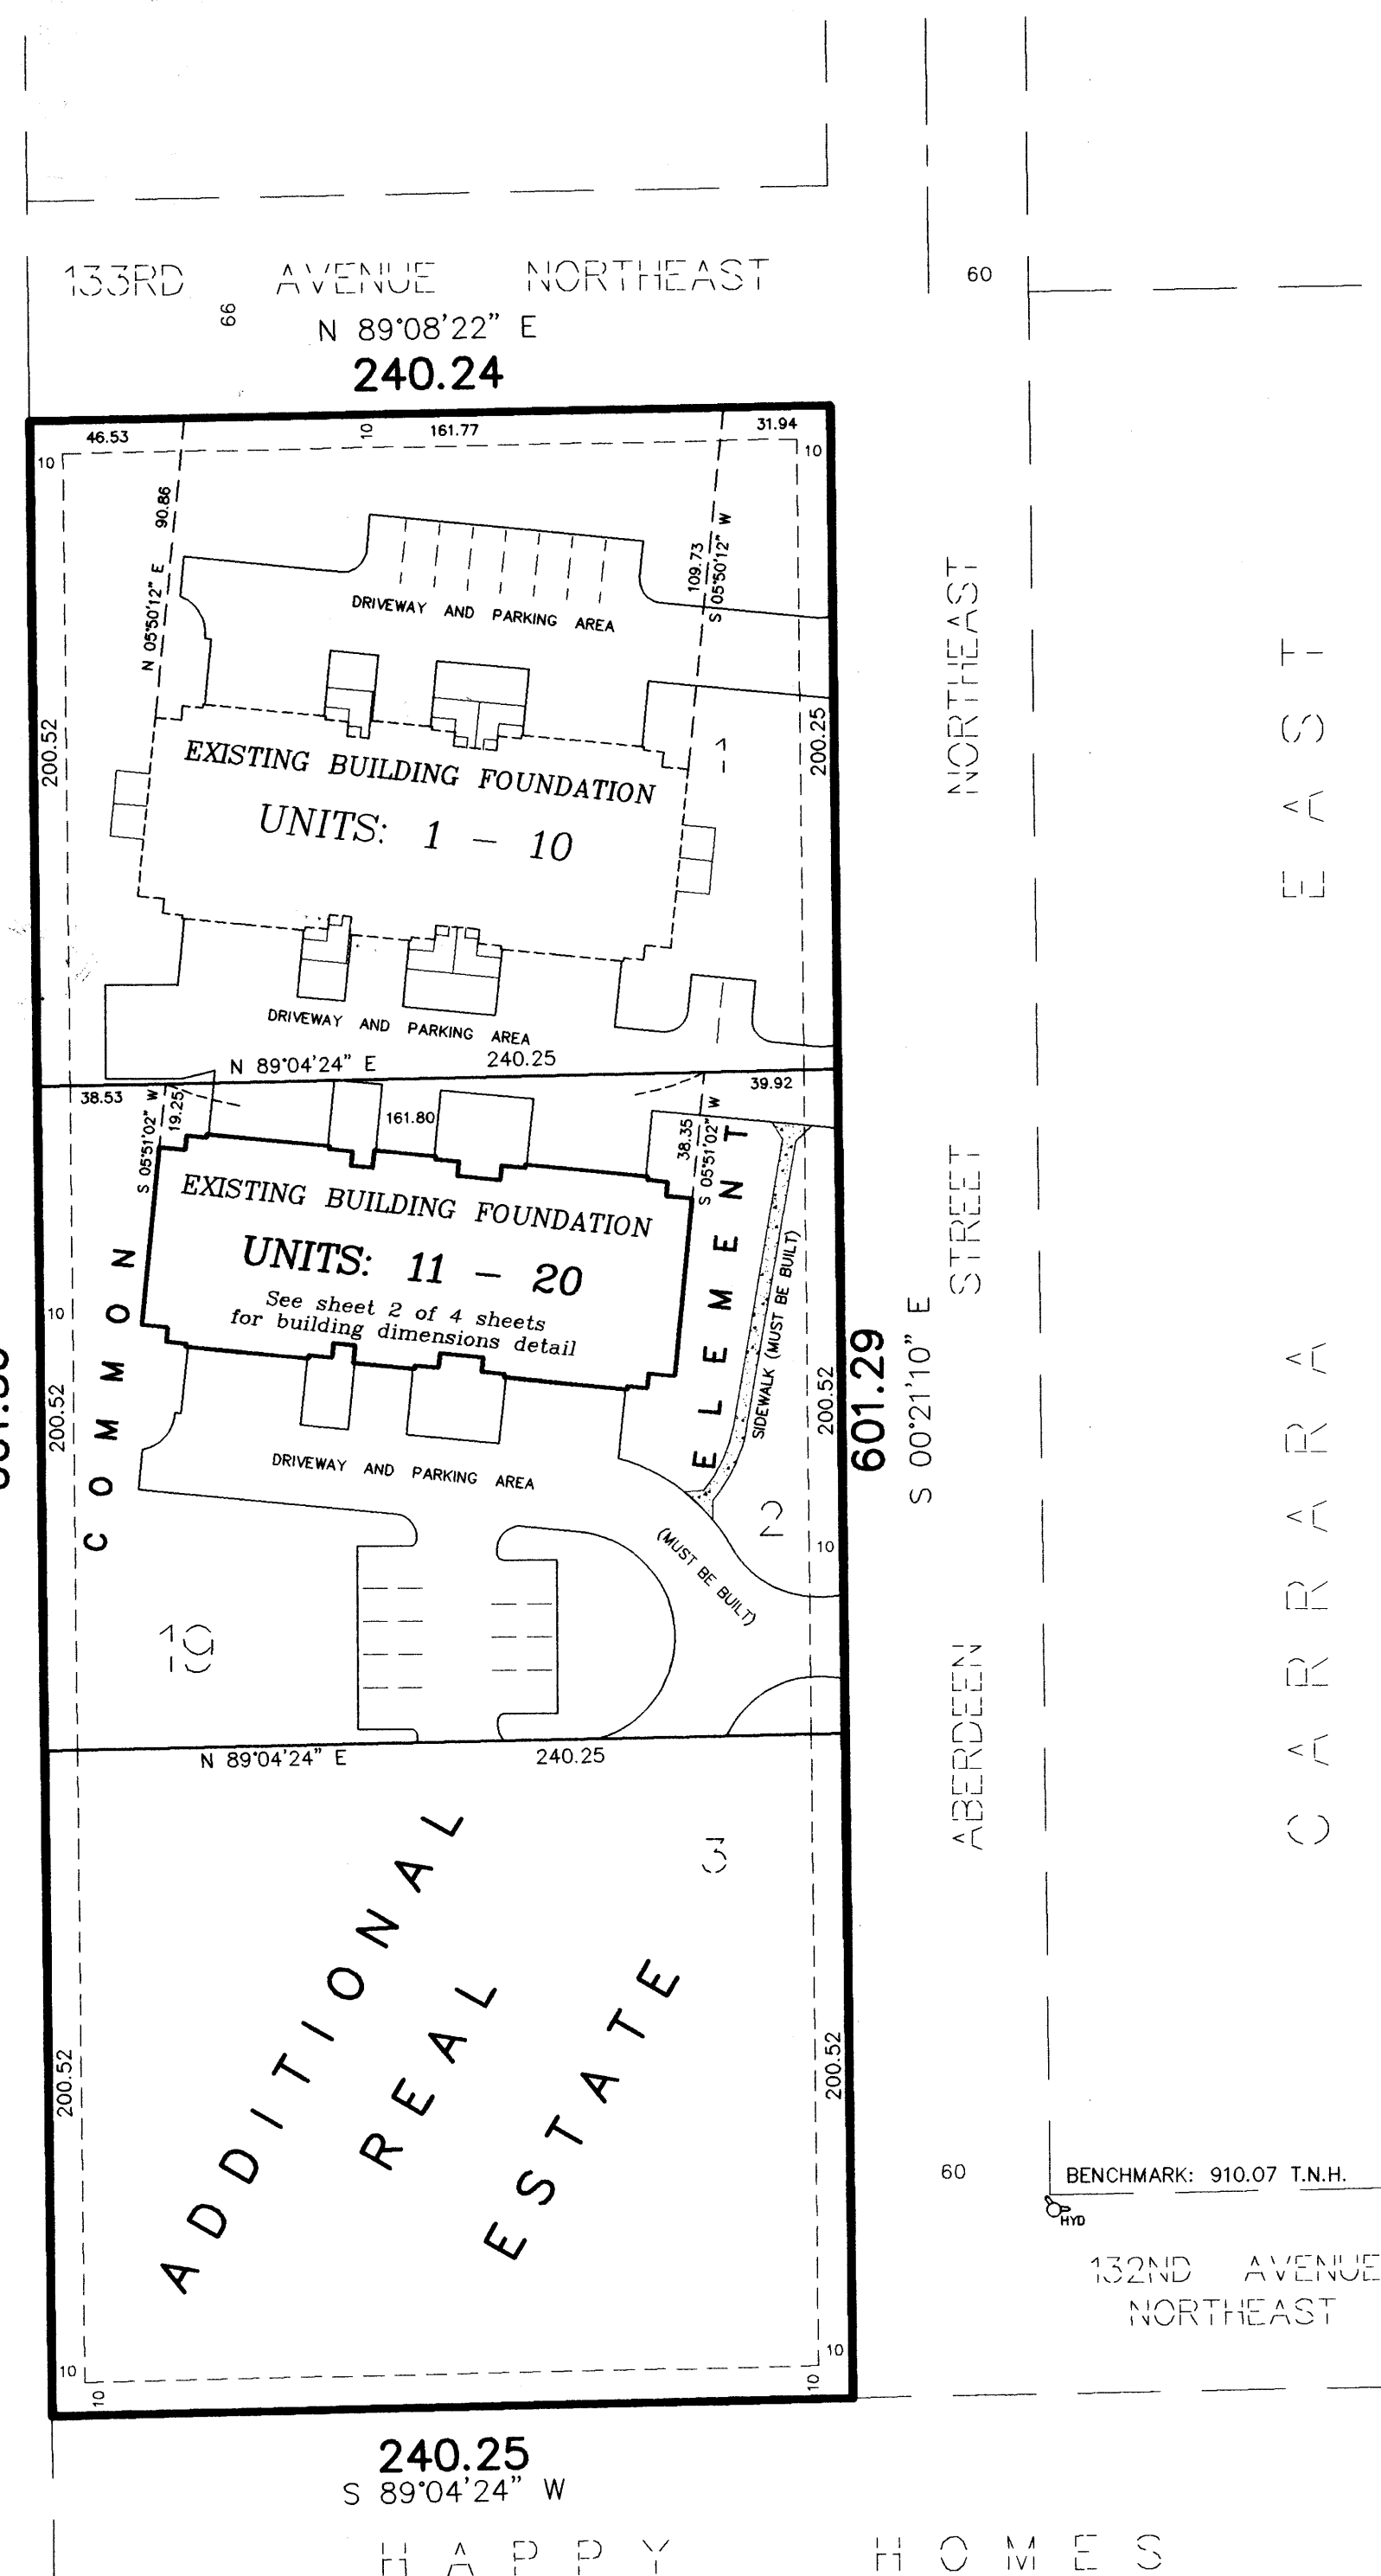 133RD AVENUE NORTHEAST
66
60
N 89°08'22" E
240.24
46.53
10
161.77
31.94
10
10
90.86
N 05°50'12" E
109.73
S 05°50'12" W
DRIVEWAY AND PARKING AREA
200.52
200.25
1
EXISTING BUILDING FOUNDATION
UNITS: 1 - 10
NORTHEAST
EAST
DRIVEWAY AND PARKING AREA
N 89°04'24" E
240.25
38.53
S 05°51'02" W
19.25
161.80
38.35
S 05°51'02" W
39.92
EXISTING BUILDING FOUNDATION
UNITS: 11 - 20
See sheet 2 of 4 sheets
for building dimensions detail
COMMON
ELEMENT
SIDEWALK (MUST BE BUILT)
STREET
10
200.52
200.52
601.29
S 00°21'10" E
DRIVEWAY AND PARKING AREA
2
10
(MUST BE BUILT)
CARRARA
ABERDEEN
N 89°04'24" E
240.25
3
ADDITIONAL
REAL
ESTATE
200.52
200.52
60
BENCHMARK: 910.07 T.N.H.
HYD
132ND AVENUE
NORTHEAST
10
10
10
10
240.25
S 89°04'24" W
HAPPY HOMES